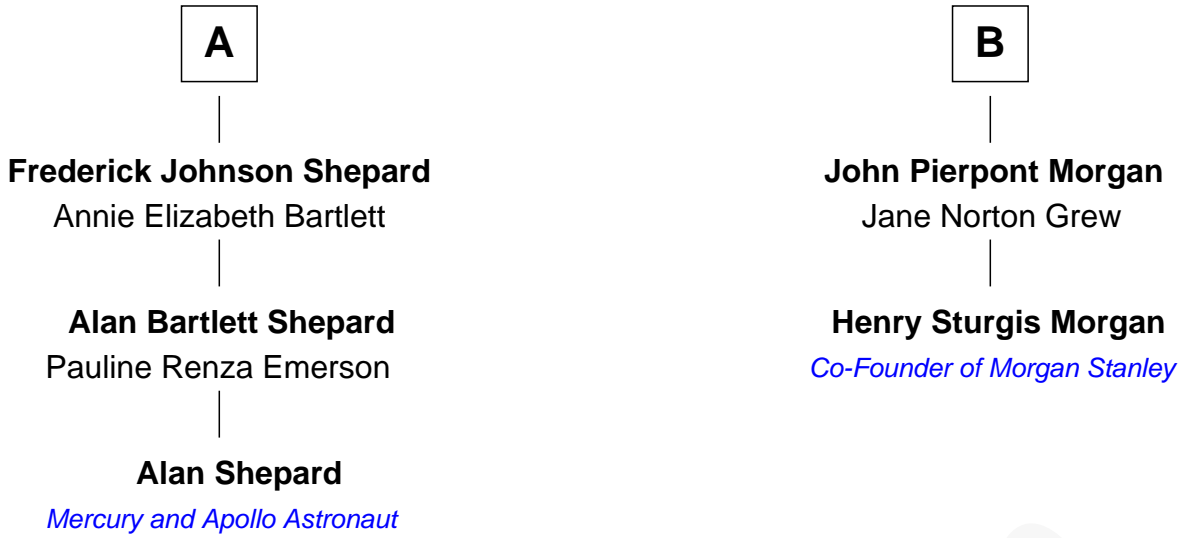 A
Frederick Johnson Shepard
Annie Elizabeth Bartlett
Alan Bartlett Shepard
Pauline Renza Emerson
Alan Shepard
Mercury and Apollo Astronaut
B
John Pierpont Morgan
Jane Norton Grew
Henry Sturgis Morgan
Co-Founder of Morgan Stanley